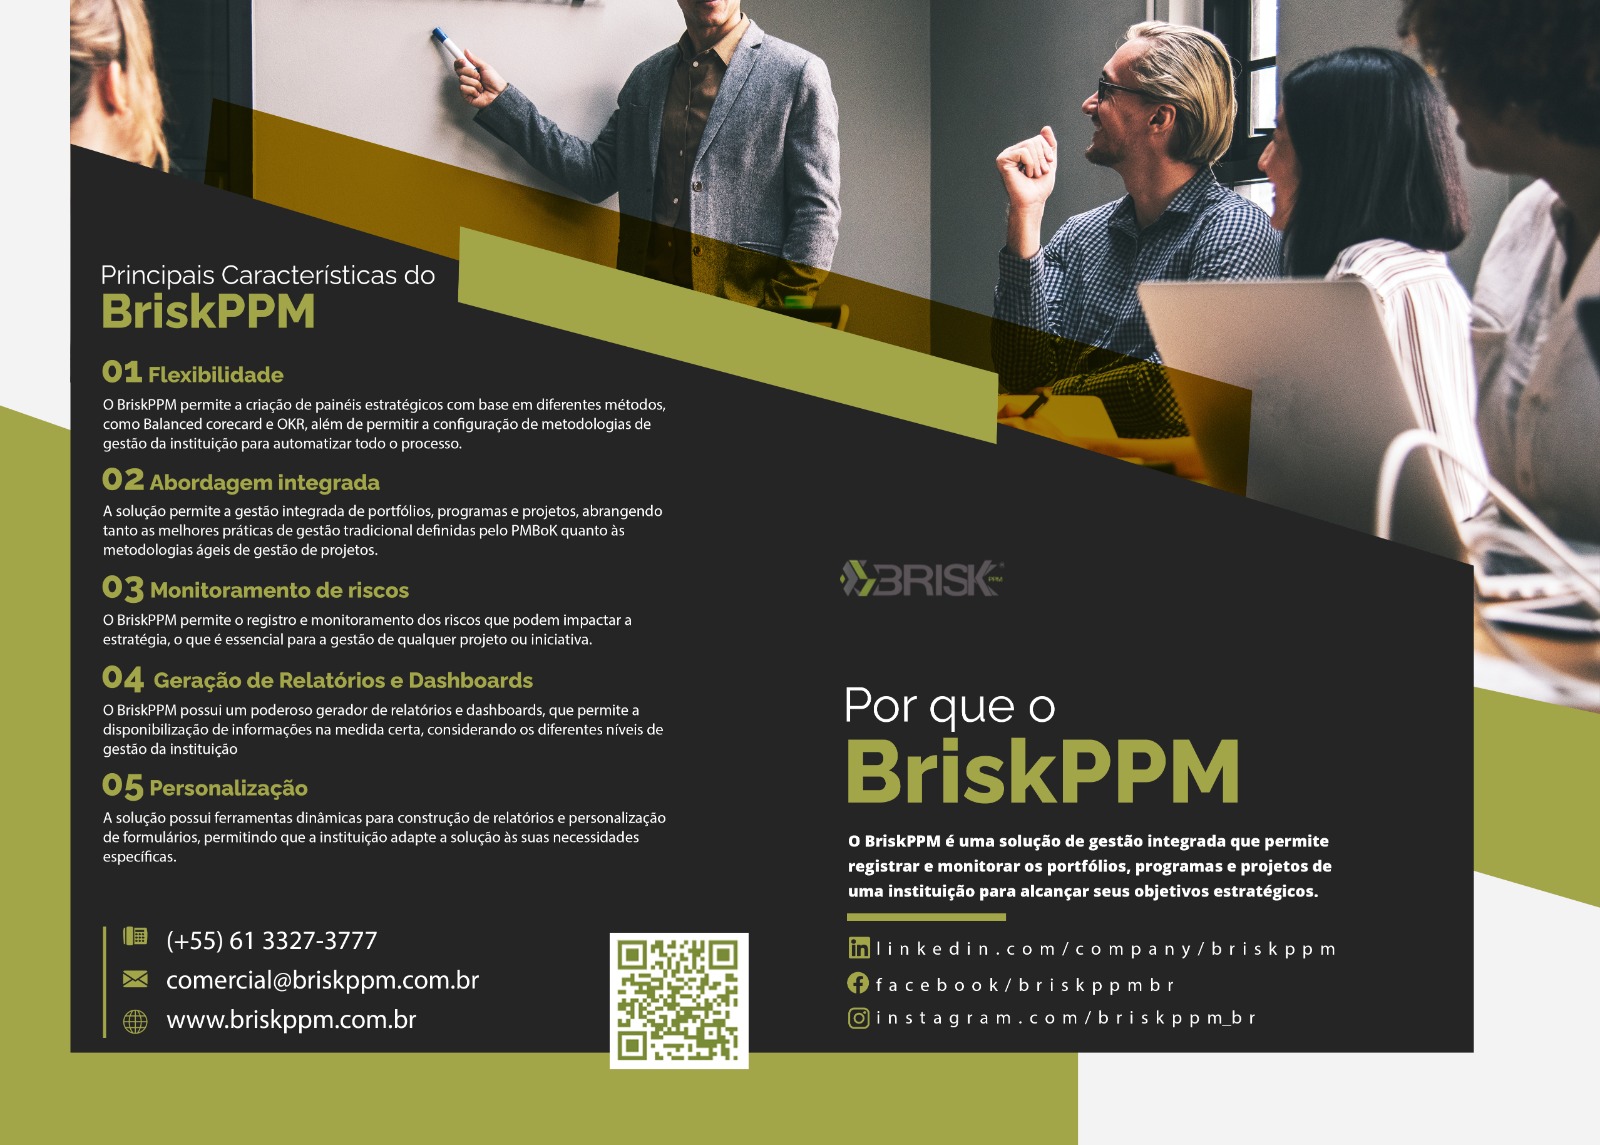 Principais Características do
BriskPPM
01 Flexibilidade
O BriskPPM permite a criação de painéis estratégicos com base em diferentes métodos,
como Balanced corecard e OKR, além de permitir a configuração de metodologias de
gestão da instituição para automatizar todo o processo.
02 Abordagem integrada
A solução permite a gestão integrada de portfólios, programas e projetos, abrangendo
tanto as melhores práticas de gestão tradicional definidas pelo PMBoK quanto às
metodologias ágeis de gestão de projetos.
03 Monitoramento de riscos
O BriskPPM permite o registro e monitoramento dos riscos que podem impactar a
estratégia, o que é essencial para a gestão de qualquer projeto ou iniciativa.
04 Geração de Relatórios e Dashboards
O BriskPPM possui um poderoso gerador de relatórios e dashboards, que permite a
disponibilização de informações na medida certa, considerando os diferentes níveis de
gestão da instituição
05 Personalização
A solução possui ferramentas dinâmicas para construção de relatórios e personalização
de formulários, permitindo que a instituição adapte a solução às suas necessidades
específicas.
(+55) 61 3327-3777
comercial@briskppm.com.br
www.briskppm.com.br
BRISK PPM
Por que o
BriskPPM
O BriskPPM é uma solução de gestão integrada que permite
registrar e monitorar os portfólios, programas e projetos de
uma instituição para alcançar seus objetivos estratégicos.
linkedin.com/company/briskppm
facebook/briskppmbr
instagram.com/briskppm_br